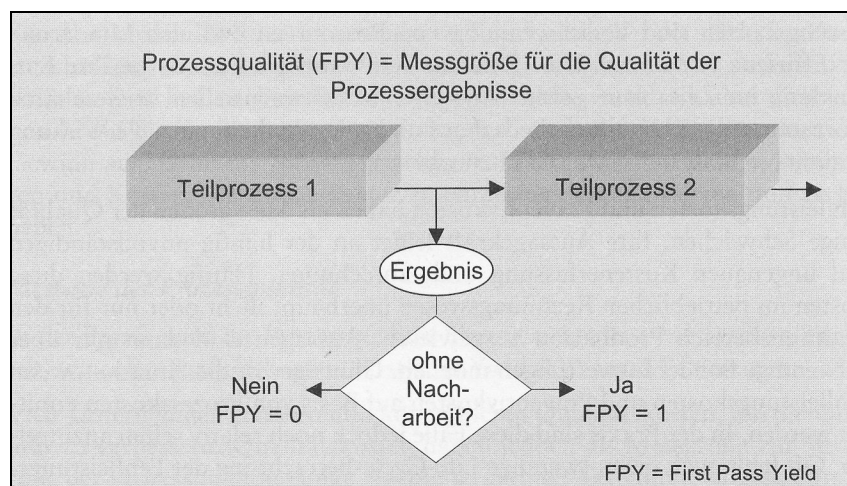 Prozessqualität (FPY) = Messgröße für die Qualität der
Prozessergebnisse
Teilprozess 1
Teilprozess 2
Ergebnis
ohne
Nach-
arbeit?
Nein
FPY = 0
Ja
FPY = 1
FPY = First Pass Yield